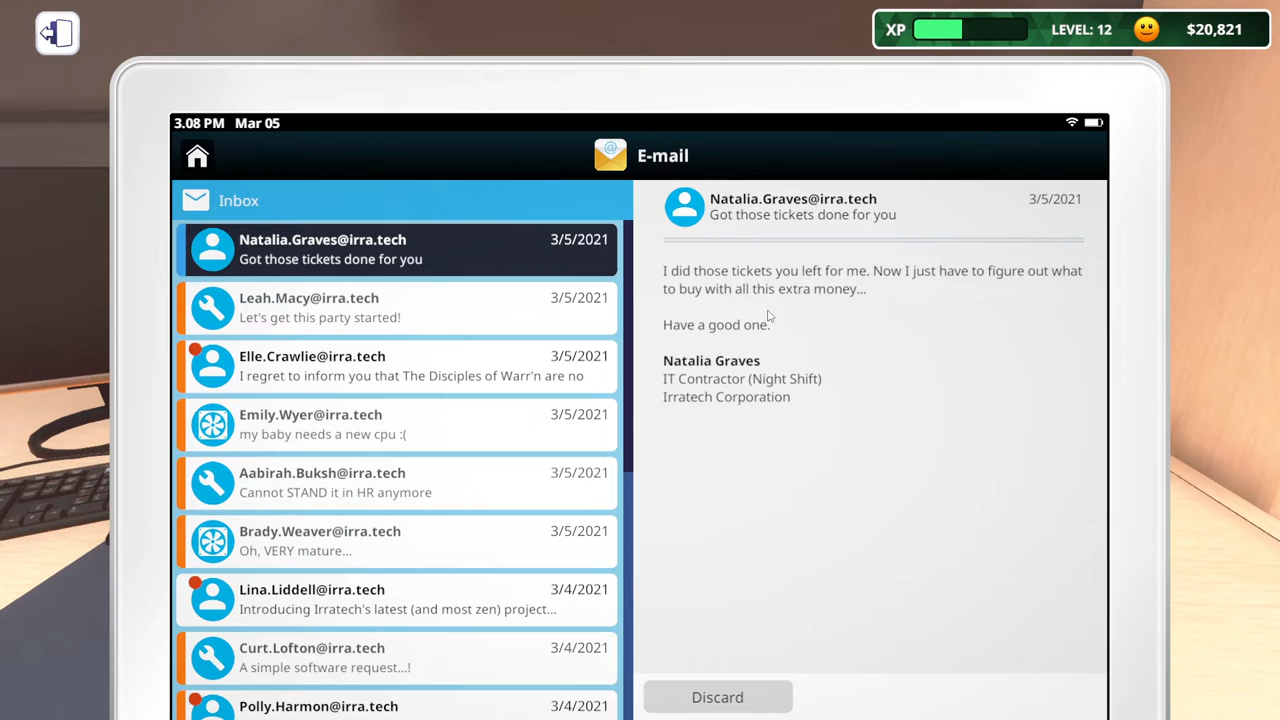 XP LEVEL: 12 $20,821
3.08 PM Mar 05
E-mail
Inbox
Natalia.Graves@irra.tech 3/5/2021
Got those tickets done for you
Leah.Macy@irra.tech 3/5/2021
Let's get this party started!
Elle.Crawlie@irra.tech 3/5/2021
I regret to inform you that The Disciples of Warr'n are no
Emily.Wyer@irra.tech 3/5/2021
my baby needs a new cpu :(
Aabirah.Buksh@irra.tech 3/5/2021
Cannot STAND it in HR anymore
Brady.Weaver@irra.tech 3/5/2021
Oh, VERY mature...
Lina.Liddell@irra.tech 3/4/2021
Introducing Irratech's latest (and most zen) project...
Curt.Lofton@irra.tech 3/4/2021
A simple software request...!
Polly.Harmon@irra.tech 3/4/2021
Natalia.Graves@irra.tech 3/5/2021
Got those tickets done for you
I did those tickets you left for me. Now I just have to figure out what
to buy with all this extra money...
Have a good one.
Natalia Graves
IT Contractor (Night Shift)
Irratech Corporation
Discard